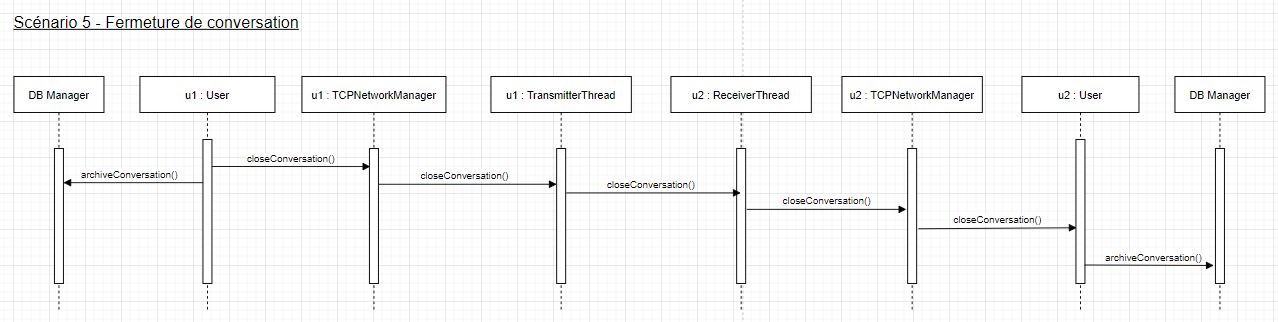 Scénario 5 - Fermeture de conversation
DB Manager
u1 : User
u1 : TCPNetworkManager
u1 : TransmitterThread
u2 : ReceiverThread
u2 : TCPNetworkManager
u2 : User
DB Manager
closeConversation()
archiveConversation()
closeConversation()
closeConversation()
closeConversation()
closeConversation()
archiveConversation()